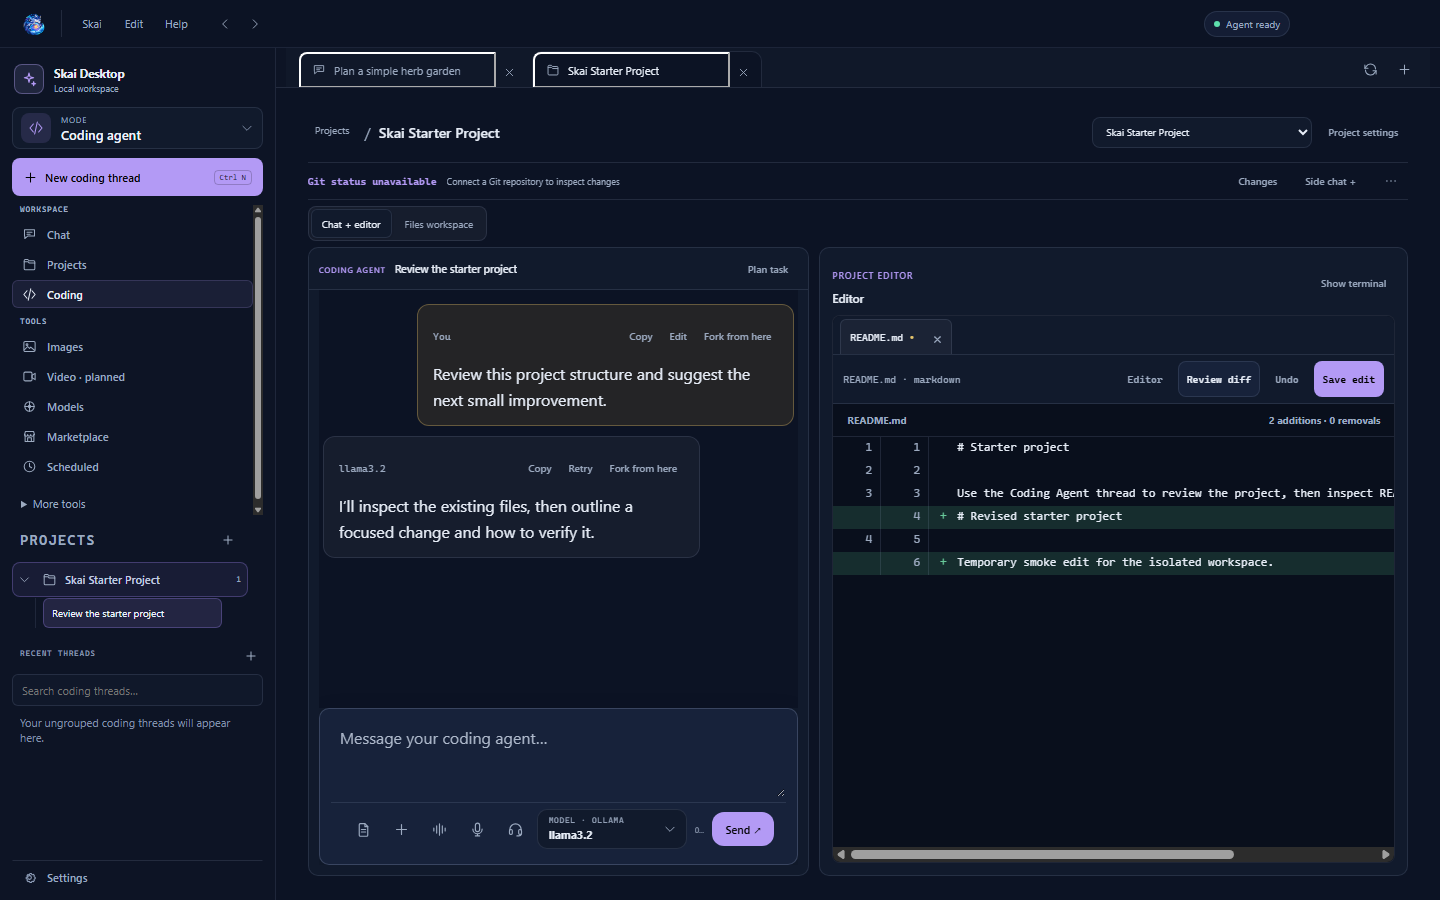 Skai Edit Help
Agent ready
Skai Desktop
Local workspace
MODE
Coding agent
New coding thread Ctrl N
WORKSPACE
Chat
Projects
Coding
TOOLS
Images
Video · planned
Models
Marketplace
Scheduled
More tools
PROJECTS
Skai Starter Project 1
Review the starter project
RECENT THREADS
Search coding threads...
Your ungrouped coding threads will appear
here.
Settings
Plan a simple herb garden
Skai Starter Project
Projects / Skai Starter Project
Skai Starter Project
Project settings
Git status unavailable Connect a Git repository to inspect changes
Changes Side chat +
Chat + editor Files workspace
CODING AGENT Review the starter project Plan task
You Copy Edit Fork from here
Review this project structure and suggest the
next small improvement.
llama3.2 Copy Retry Fork from here
I'll inspect the existing files, then outline a
focused change and how to verify it.
Message your coding agent...
MODEL · OLLAMA
llama3.2
Send ↗
PROJECT EDITOR
Editor
Show terminal
README.md •
README.md · markdown Editor Review diff Undo Save edit
README.md 2 additions · 0 removals
1 1 # Starter project
2 2
3 3 Use the Coding Agent thread to review the project, then inspect REA
4 + # Revised starter project
4 5
6 + Temporary smoke edit for the isolated workspace.